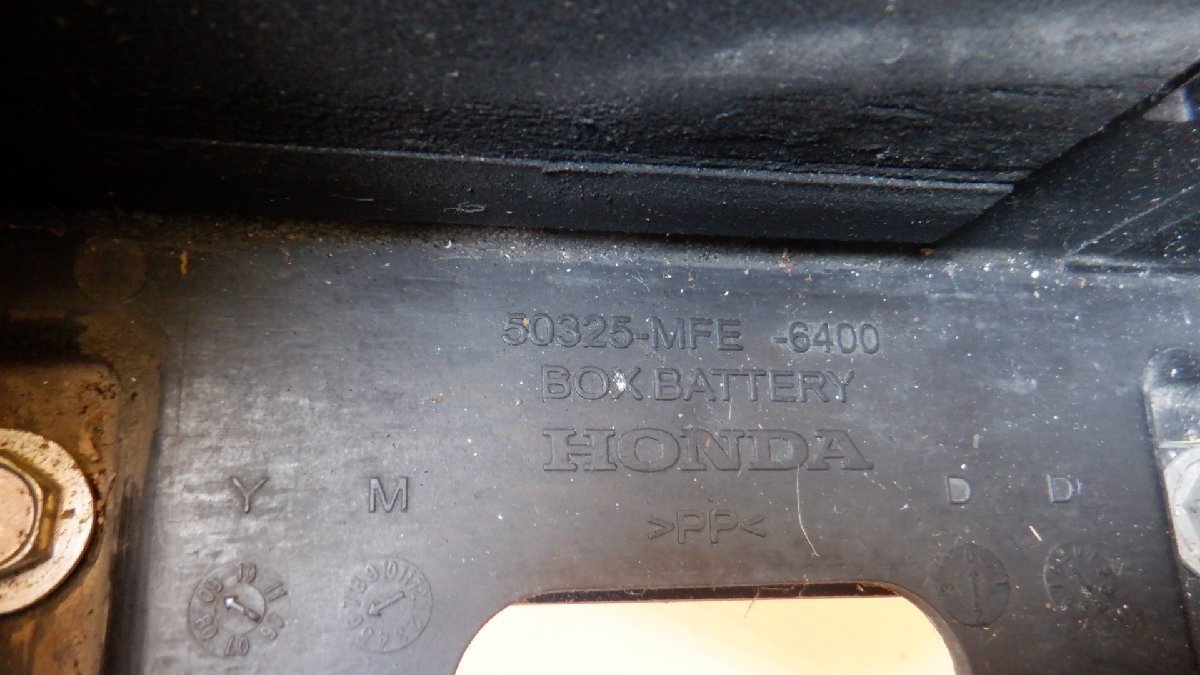 50325-MFE -6400
BOX BATTERY
HONDA
Y M D D
>PP<